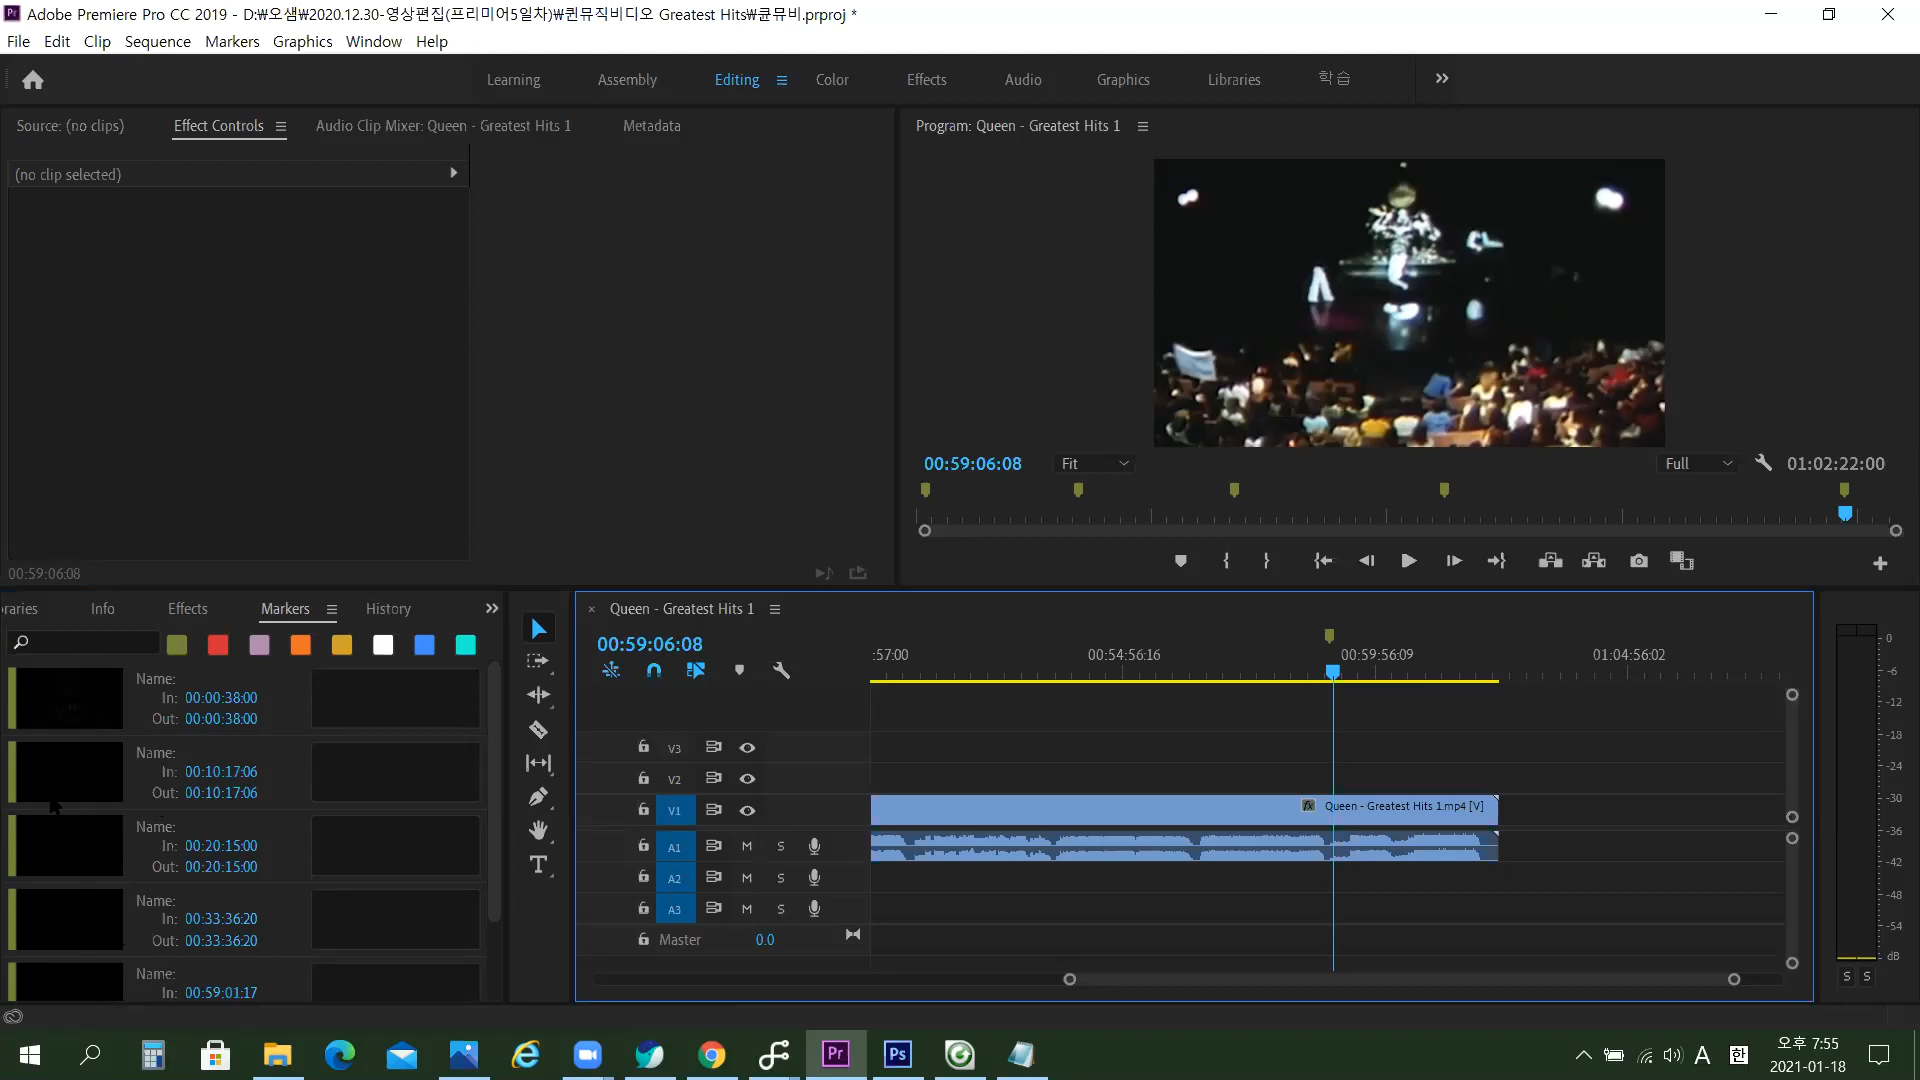 Pr Adobe Premiere Pro CC 2019 - D:₩오샘₩2020.12.30-영상편집(프리미어5일차)₩퀸뮤직비디오 Greatest Hits₩퀸뮤비.prproj *
File Edit Clip Sequence Markers Graphics Window Help
Learning Assembly Editing Color Effects Audio Graphics Libraries 학습
Source: (no clips) Effect Controls Audio Clip Mixer: Queen - Greatest Hits 1 Metadata
(no clip selected)
00:59:06:08
Program: Queen - Greatest Hits 1
00:59:06:08 Fit Full 01:02:22:00
raries Info Effects Markers History
Name:
In: 00:00:38:00
Out: 00:00:38:00
Name:
In: 00:10:17:06
Out: 00:10:17:06
Name:
In: 00:20:15:00
Out: 00:20:15:00
Name:
In: 00:33:36:20
Out: 00:33:36:20
Name:
In: 00:59:01:17
× Queen - Greatest Hits 1
00:59:06:08
:57:00 00:54:56:16 00:59:56:09 01:04:56:02
V3
V2
V1 fx Queen - Greatest Hits 1.mp4 [V]
A1 M S
A2 M S
A3 M S
Master 0.0
0
-6
-12
-18
-24
-30
-36
-42
-48
-54
dB
S S
Pr Ps A 한 오후 7:55
2021-01-18